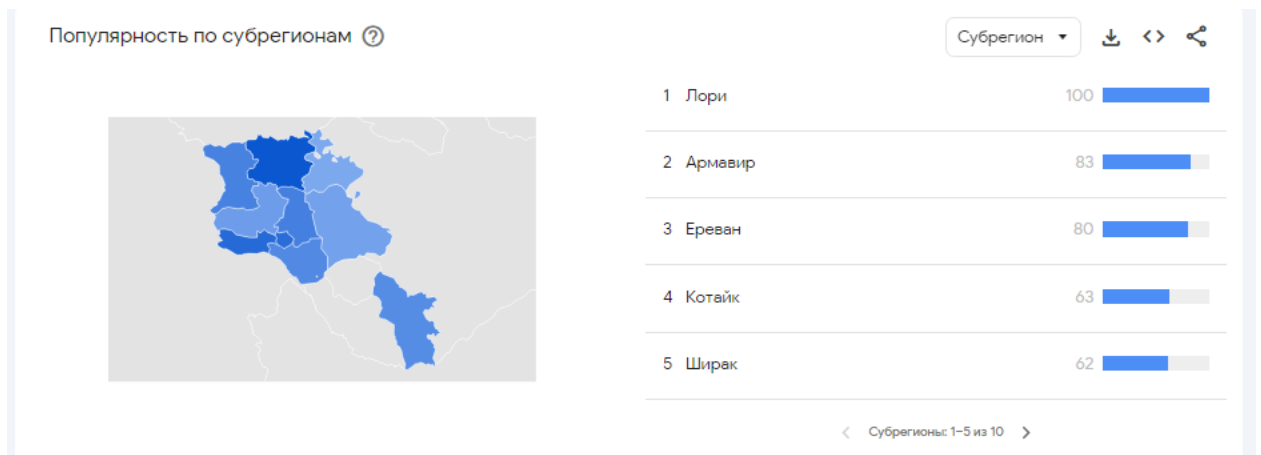 Популярность по субрегионам
Субрегион
1 Лори 100
2 Армавир 83
3 Ереван 80
4 Котайк 63
5 Ширак 62
Субрегионы: 1–5 из 10